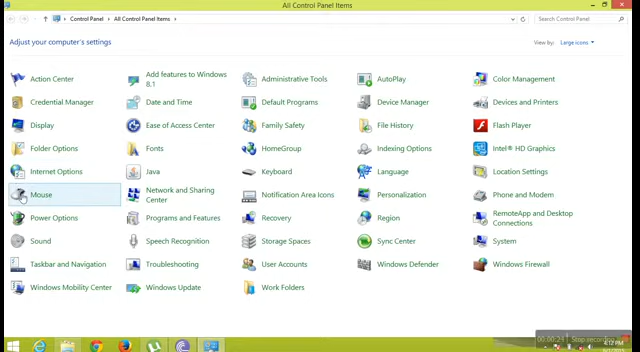 All Control Panel Items
Control Panel
All Control Panel Items
Search Control Panel
Adjust your computer's settings
View by:
Large icons
Action Center
Add features to Windows
8.1
Administrative Tools
AutoPlay
Color Management
Credential Manager
Date and Time
Default Programs
Device Manager
Devices and Printers
Display
Ease of Access Center
Family Safety
File History
Flash Player
Folder Options
Fonts
HomeGroup
Indexing Options
Intel® HD Graphics
Internet Options
Java
Keyboard
Language
Location Settings
Mouse
Network and Sharing
Center
Notification Area Icons
Personalization
Phone and Modem
Power Options
Programs and Features
Recovery
Region
RemoteApp and Desktop
Connections
Sound
Speech Recognition
Storage Spaces
Sync Center
System
Taskbar and Navigation
Troubleshooting
User Accounts
Windows Defender
Windows Firewall
Windows Mobility Center
Windows Update
Work Folders
Stop recording
4:12 PM